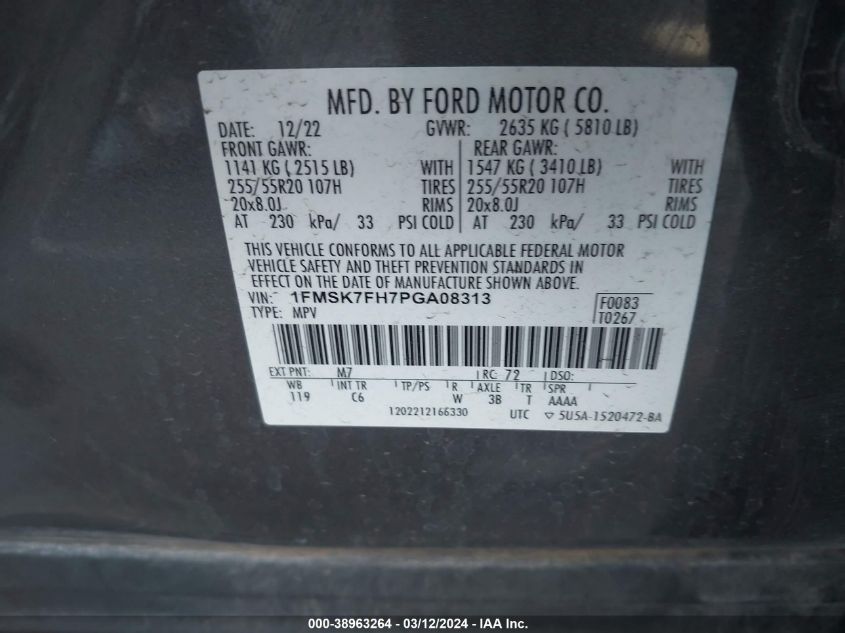 MFD. BY FORD MOTOR CO.
DATE: 12/22 GVWR: 2635 KG ( 5810 LB)
FRONT GAWR: REAR GAWR:
1141 KG ( 2515 LB) WITH 1547 KG ( 3410 LB) WITH
255/55R20 107H TIRES 255/55R20 107H TIRES
20x8.0J RIMS 20x8.0J RIMS
AT 230 kPa/ 33 PSI COLD AT 230 kPa/ 33 PSI COLD
THIS VEHICLE CONFORMS TO ALL APPLICABLE FEDERAL MOTOR
VEHICLE SAFETY AND THEFT PREVENTION STANDARDS IN
EFFECT ON THE DATE OF MANUFACTURE SHOWN ABOVE.
VIN: 1FMSK7FH7PGA08313 F0083
TYPE: MPV T0267
EXT PNT: M7 RC: 72 DSO:
WB INT TR TP/PS R AXLE TR SPR
119 C6 W 3B T AAAA
1202212166330 UTC ▽ 5U5A-1520472-BA
000-38963264 - 03/12/2024 - IAA Inc.